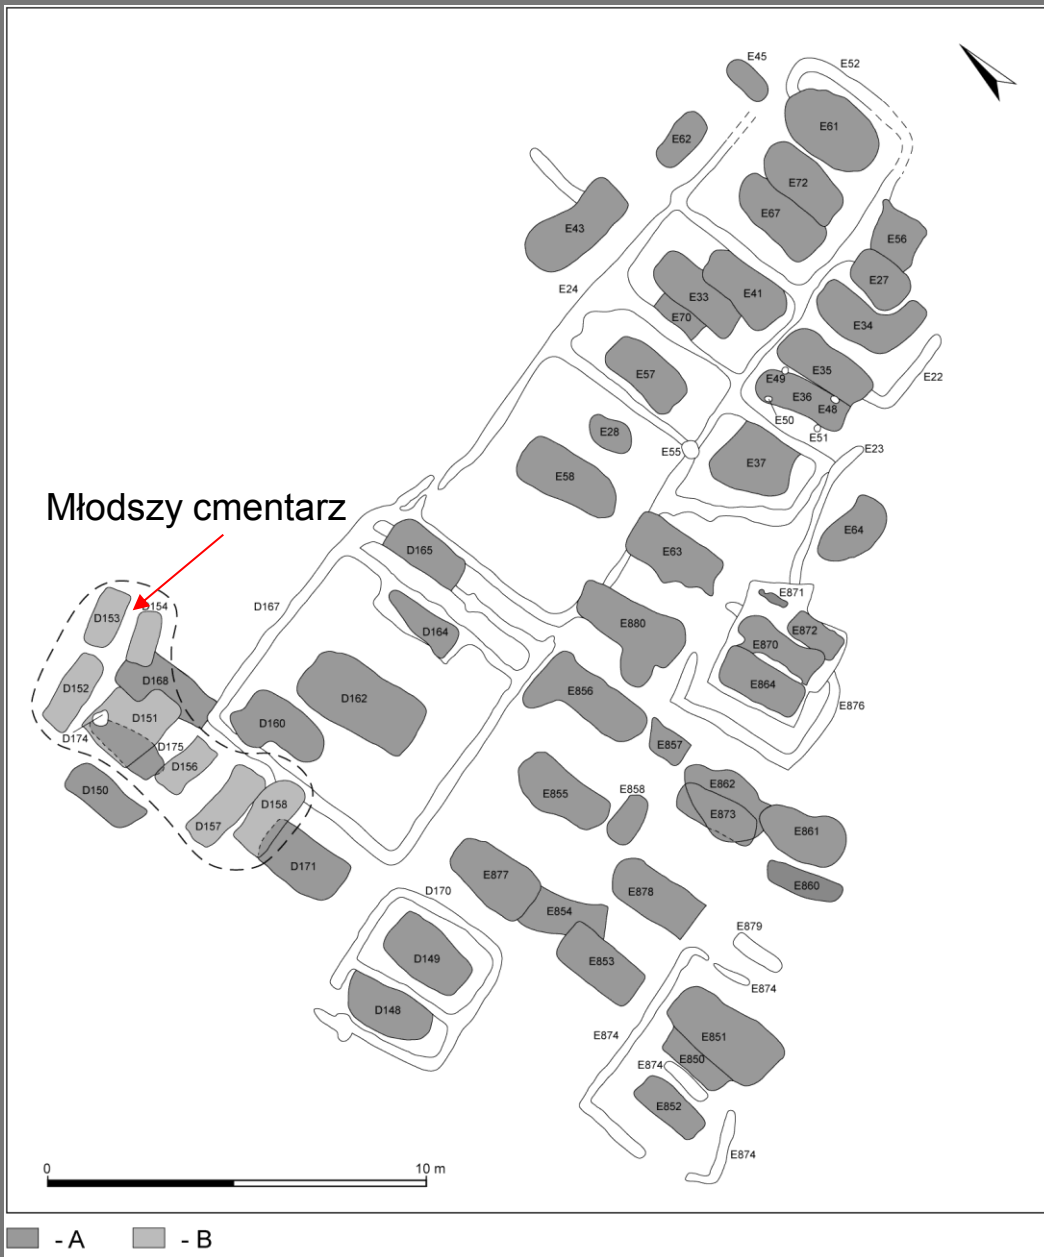 E45
E52
E61
E62
E72
E67
E43
E56
E27
E24
E33
E41
E70
E34
E57
E35
E49
E36
E48
E22
E50
E51
E28
E55
E37
E23
E58
E64
Młodszy cmentarz
D165
E63
D153
D154
D167
E871
D164
E880
E870
E872
D152
D168
E864
D162
E856
E876
D151
D160
D174
D175
E857
D156
D150
E855
E858
E862
E873
D158
D157
E861
D171
E877
E878
E860
D170
E854
E879
D149
E853
E874
D148
E874
E851
E850
E874
E852
E874
0
10 m
- A
- B